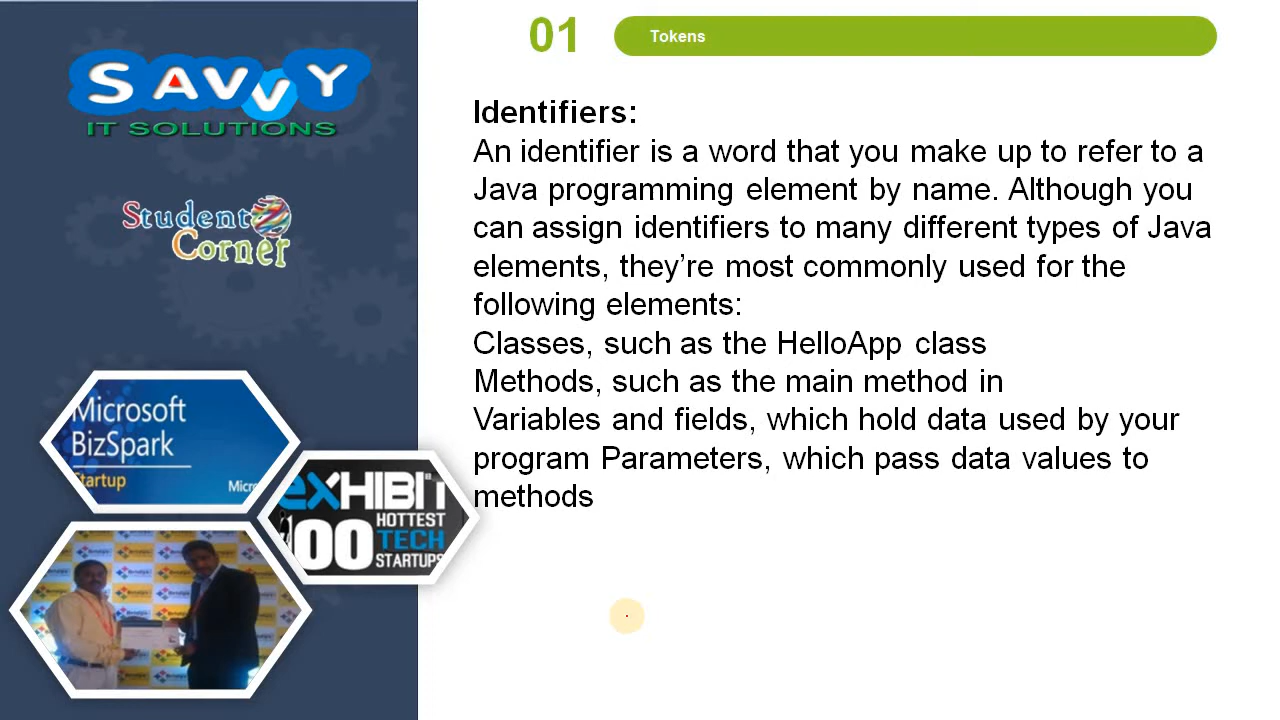 SAVVY
IT SOLUTIONS
Student
Corner
Microsoft
BizSpark
Startup
EXHIBIT
100
HOTTEST
TECH
STARTUPS
01
Tokens
Identifiers:
An identifier is a word that you make up to refer to a
Java programming element by name. Although you
can assign identifiers to many different types of Java
elements, they’re most commonly used for the
following elements:
Classes, such as the HelloApp class
Methods, such as the main method in
Variables and fields, which hold data used by your
program Parameters, which pass data values to
methods